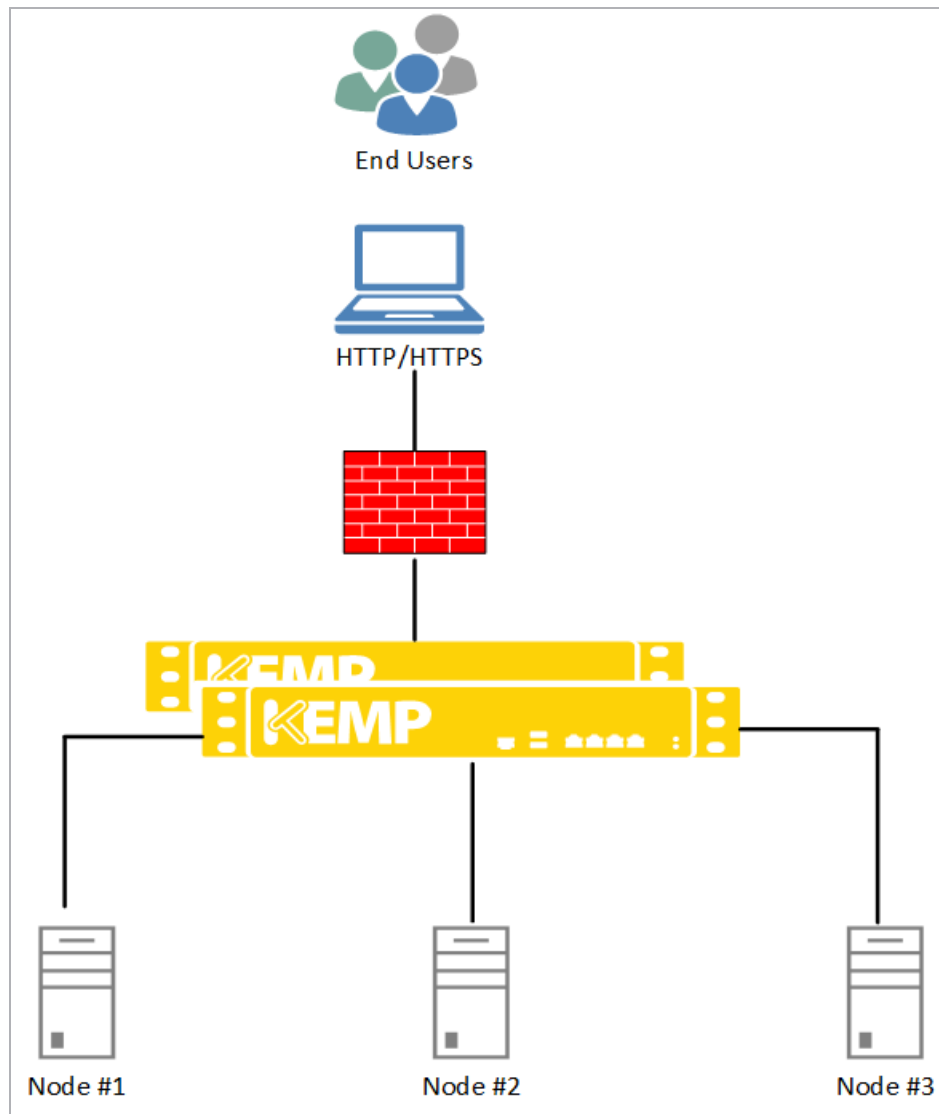 End Users
HTTP/HTTPS
KEMP
KEMP
Node #1
Node #2
Node #3